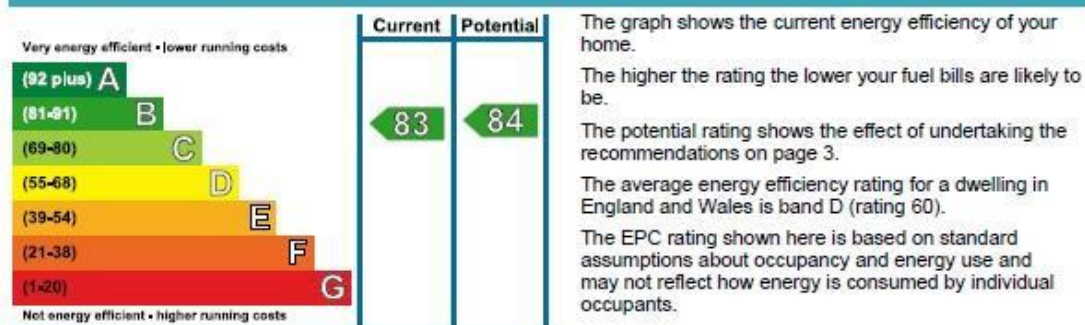 Current Potential
Very energy efficient - lower running costs
(92 plus) A
(81-91) B
83 84
(69-80) C
(55-68) D
(39-54) E
(21-38) F
(1-20) G
Not energy efficient - higher running costs
The graph shows the current energy efficiency of your
home.
The higher the rating the lower your fuel bills are likely to
be.
The potential rating shows the effect of undertaking the
recommendations on page 3.
The average energy efficiency rating for a dwelling in
England and Wales is band D (rating 60).
The EPC rating shown here is based on standard
assumptions about occupancy and energy use and
may not reflect how energy is consumed by individual
occupants.